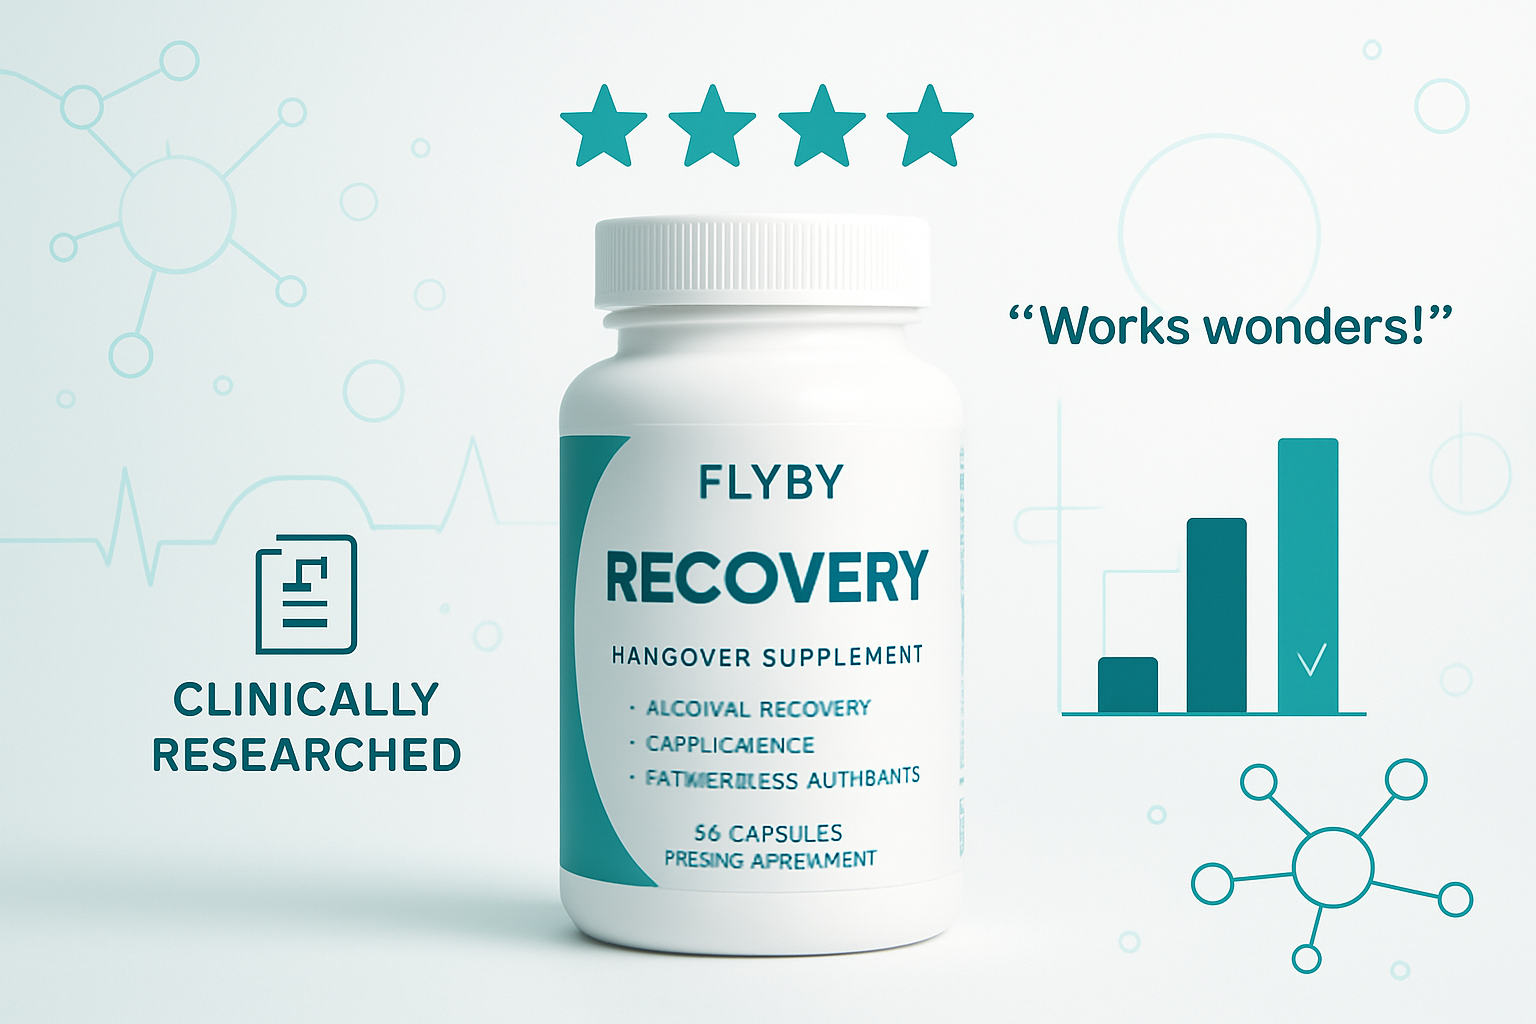 “Works wonders!”
FLYBY
RECOVERY
HANGOVER SUPPLEMENT
• ALCOIVAL RECOVERY
• CAPPLICAIENCE
• AUTHBANTS
56 CAPSULES
PRESING
CLINICALLY
RESEARCHED